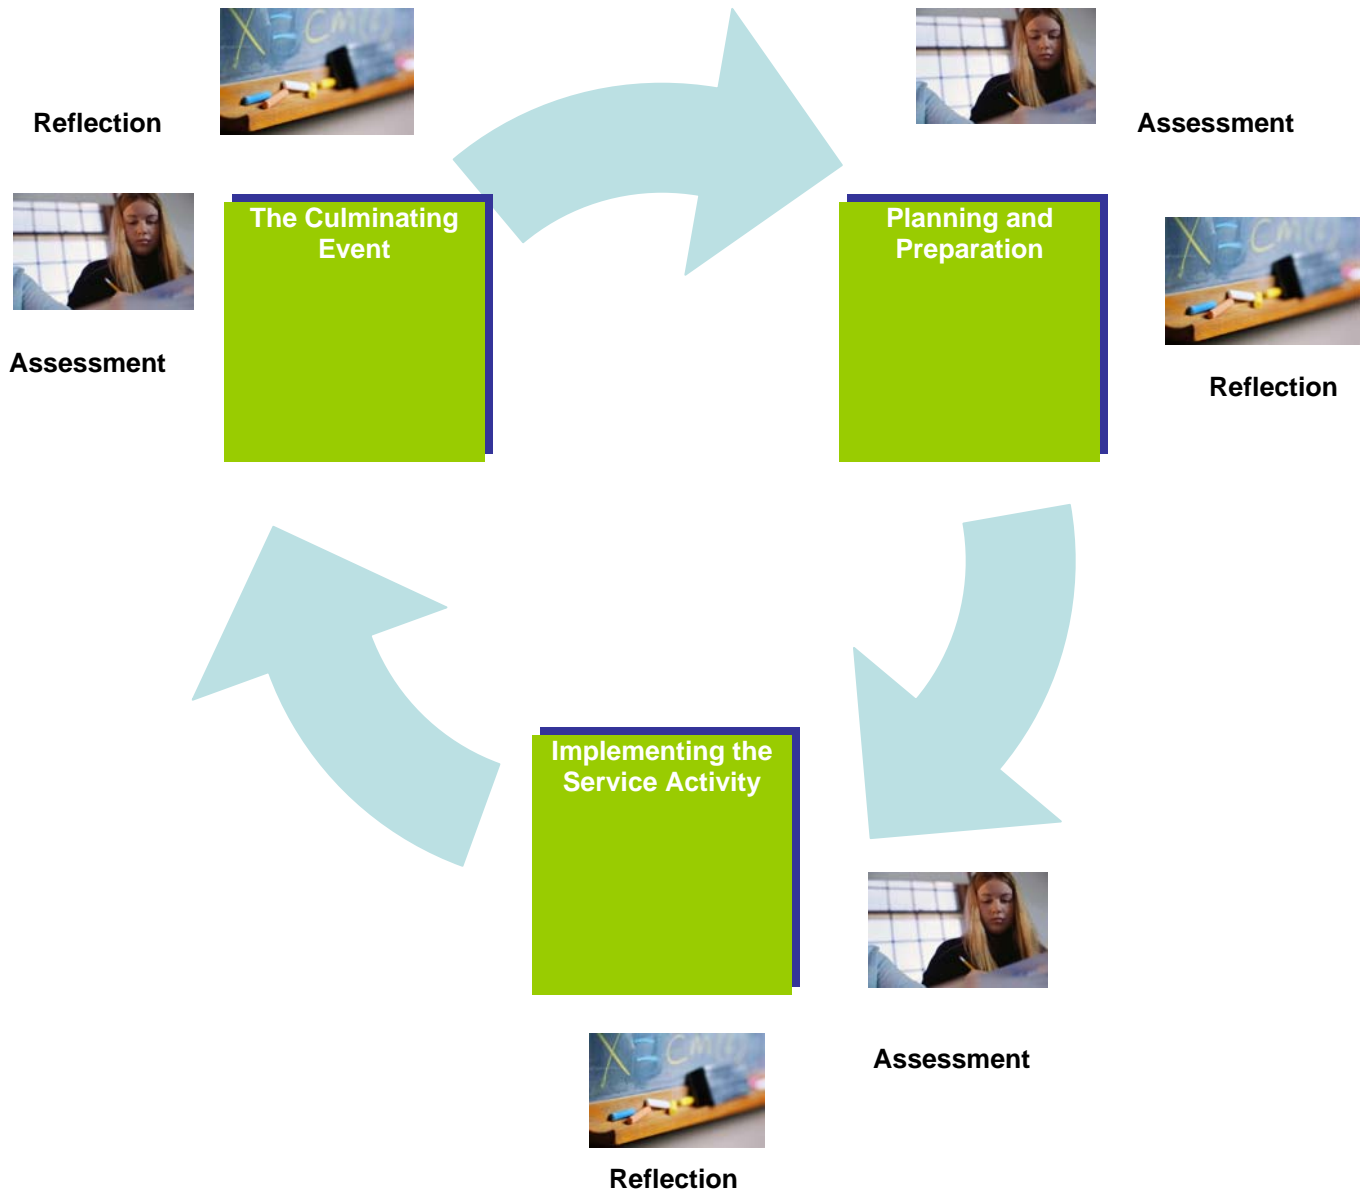 Reflection
Assessment
The Culminating
Event
Planning and
Preparation
Assessment
Reflection
Implementing the
Service Activity
Assessment
Reflection